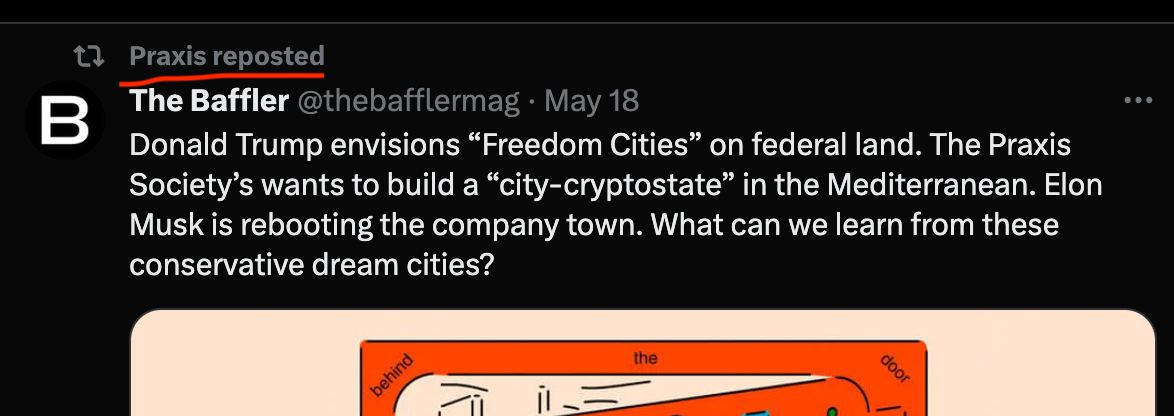 Praxis reposted
B
The Baffler @thebafflermag · May 18
Donald Trump envisions “Freedom Cities” on federal land. The Praxis
Society’s wants to build a “city-cryptostate” in the Mediterranean. Elon
Musk is rebooting the company town. What can we learn from these
conservative dream cities?
behind the door